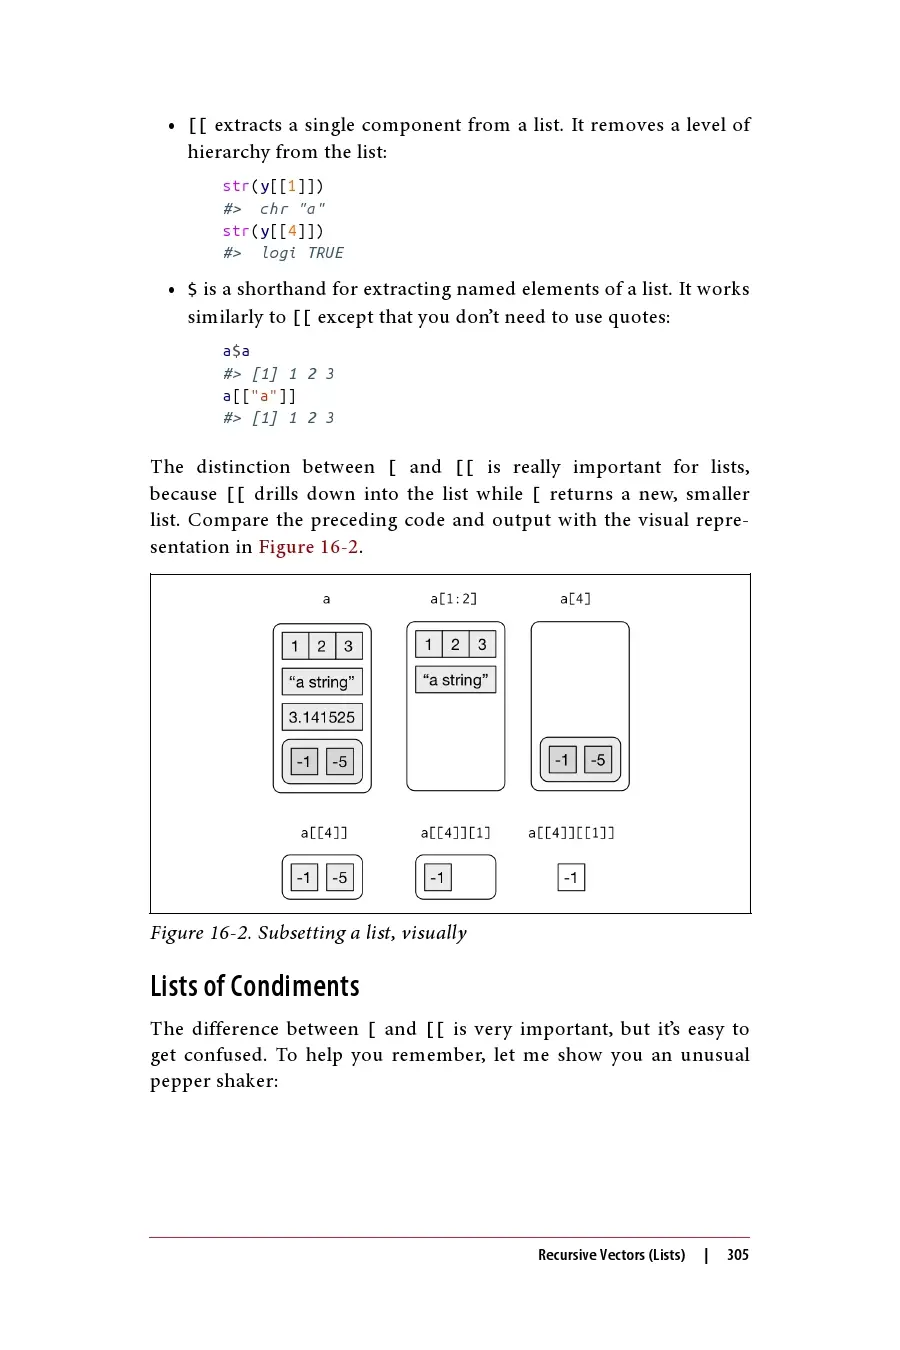 • [[ extracts a single component from a list. It removes a level of
hierarchy from the list:
str(y[[1]])
#>  chr "a"
str(y[[4]])
#>  logi TRUE
• $ is a shorthand for extracting named elements of a list. It works
similarly to [[ except that you don’t need to use quotes:
a$a
#> [1] 1 2 3
a[["a"]]
#> [1] 1 2 3
The distinction between [ and [[ is really important for lists,
because [[ drills down into the list while [ returns a new, smaller
list. Compare the preceding code and output with the visual repre-
sentation in Figure 16-2.
a a[1:2] a[4]
1 2 3 1 2 3
“a string” “a string”
3.141525
-1 -5 -1 -5
a[[4]] a[[4]][1] a[[4]][[1]]
-1 -5 -1 -1
Figure 16-2. Subsetting a list, visually
Lists of Condiments
The difference between [ and [[ is very important, but it’s easy to
get confused. To help you remember, let me show you an unusual
pepper shaker:
Recursive Vectors (Lists) | 305